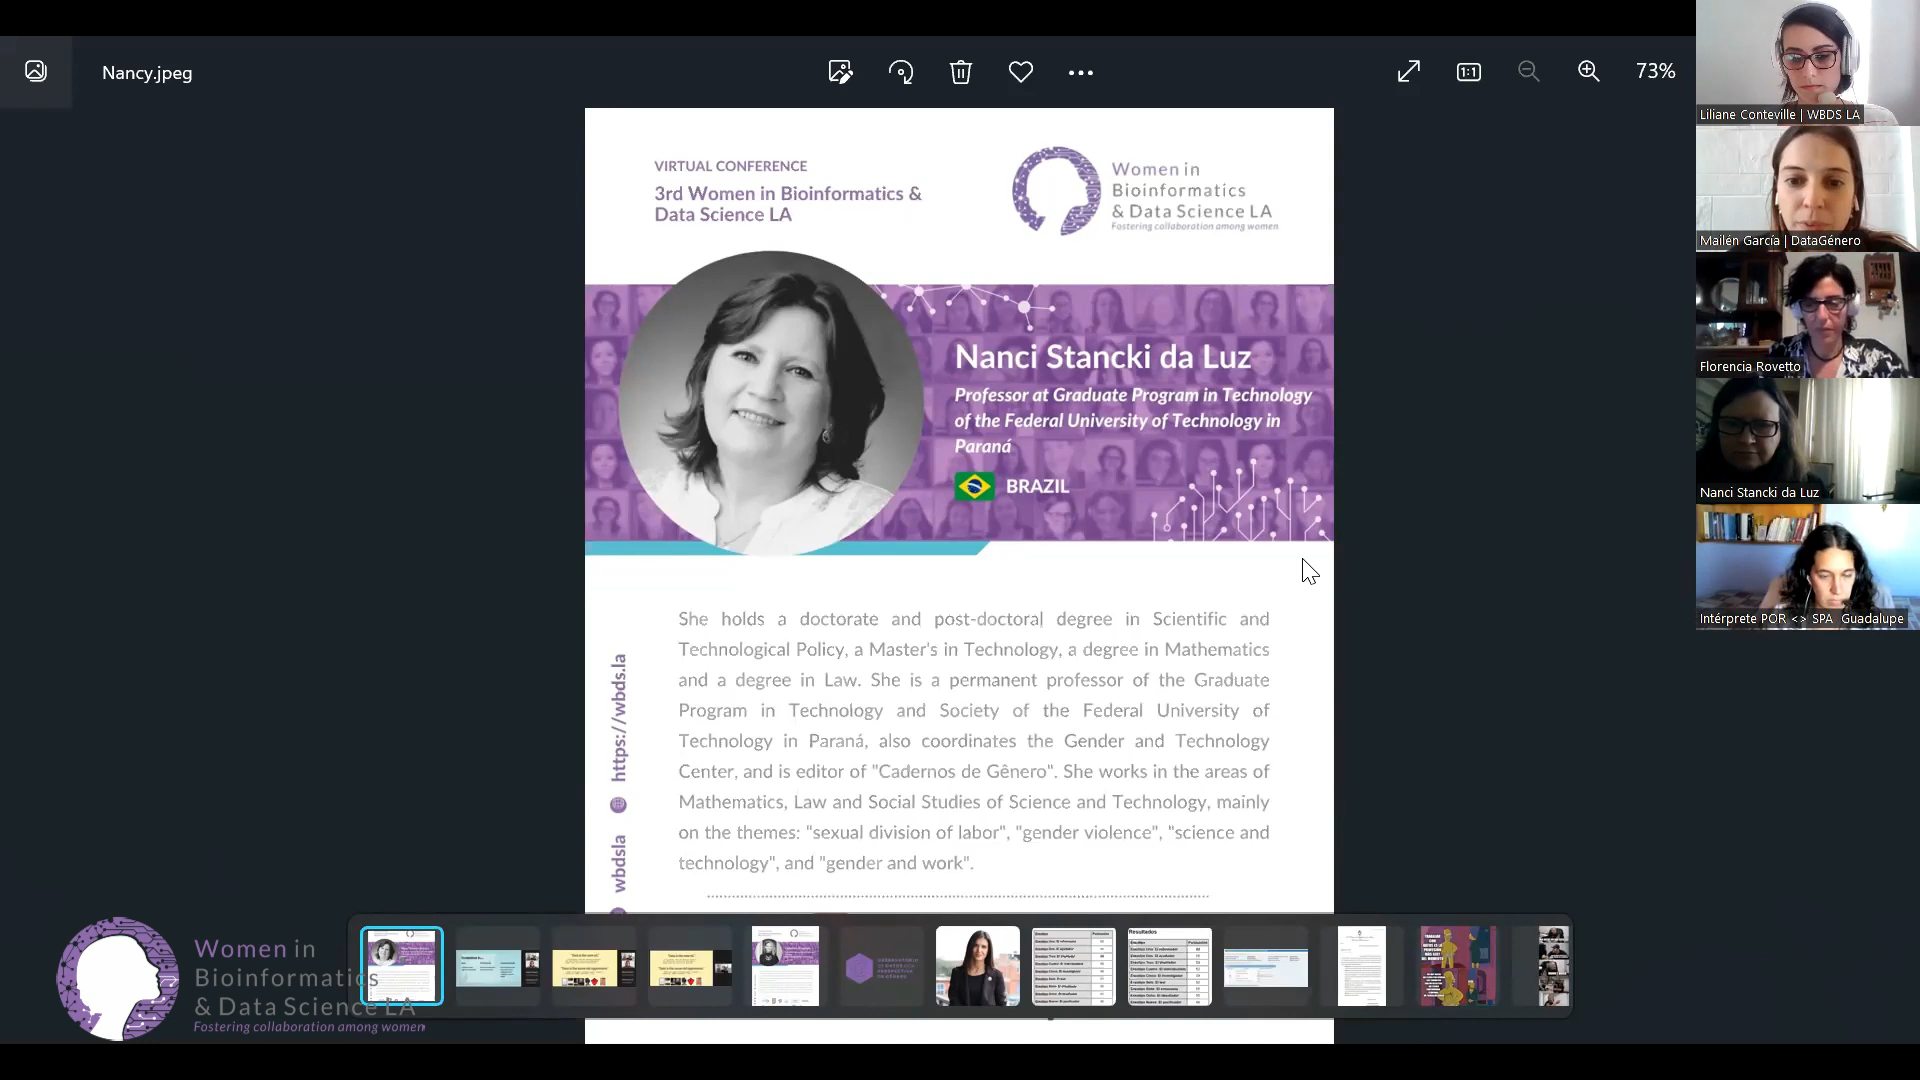 Nancy.jpeg
73%
VIRTUAL CONFERENCE
3rd Women in Bioinformatics &
Data Science LA
Women in
Bioinformatics
& Data Science LA
Fostering collaboration among women
Nanci Stancki da Luz
Professor at Graduate Program in Technology
of the Federal University of Technology in
Paraná
BRAZIL
She holds a doctorate and post-doctoral degree in Scientific and
Technological Policy, a Master's in Technology, a degree in Mathematics
and a degree in Law. She is a permanent professor of the Graduate
Program in Technology and Society of the Federal University of
Technology in Paraná, also coordinates the Gender and Technology
Center, and is editor of "Cadernos de Gênero". She works in the areas of
Mathematics, Law and Social Studies of Science and Technology, mainly
on the themes: "sexual division of labor", "gender violence", "science and
technology", and "gender and work".
https://wbds.la
wbdsla
Liliane Conteville | WBDS LA
Mailén García | DataGénero
Florencia Rovetto
Nanci Stancki da Luz
Intérprete POR <> SPA Guadalupe
Women in
Bioinformatics
& Data Science LA
Fostering collaboration among women
Resultados